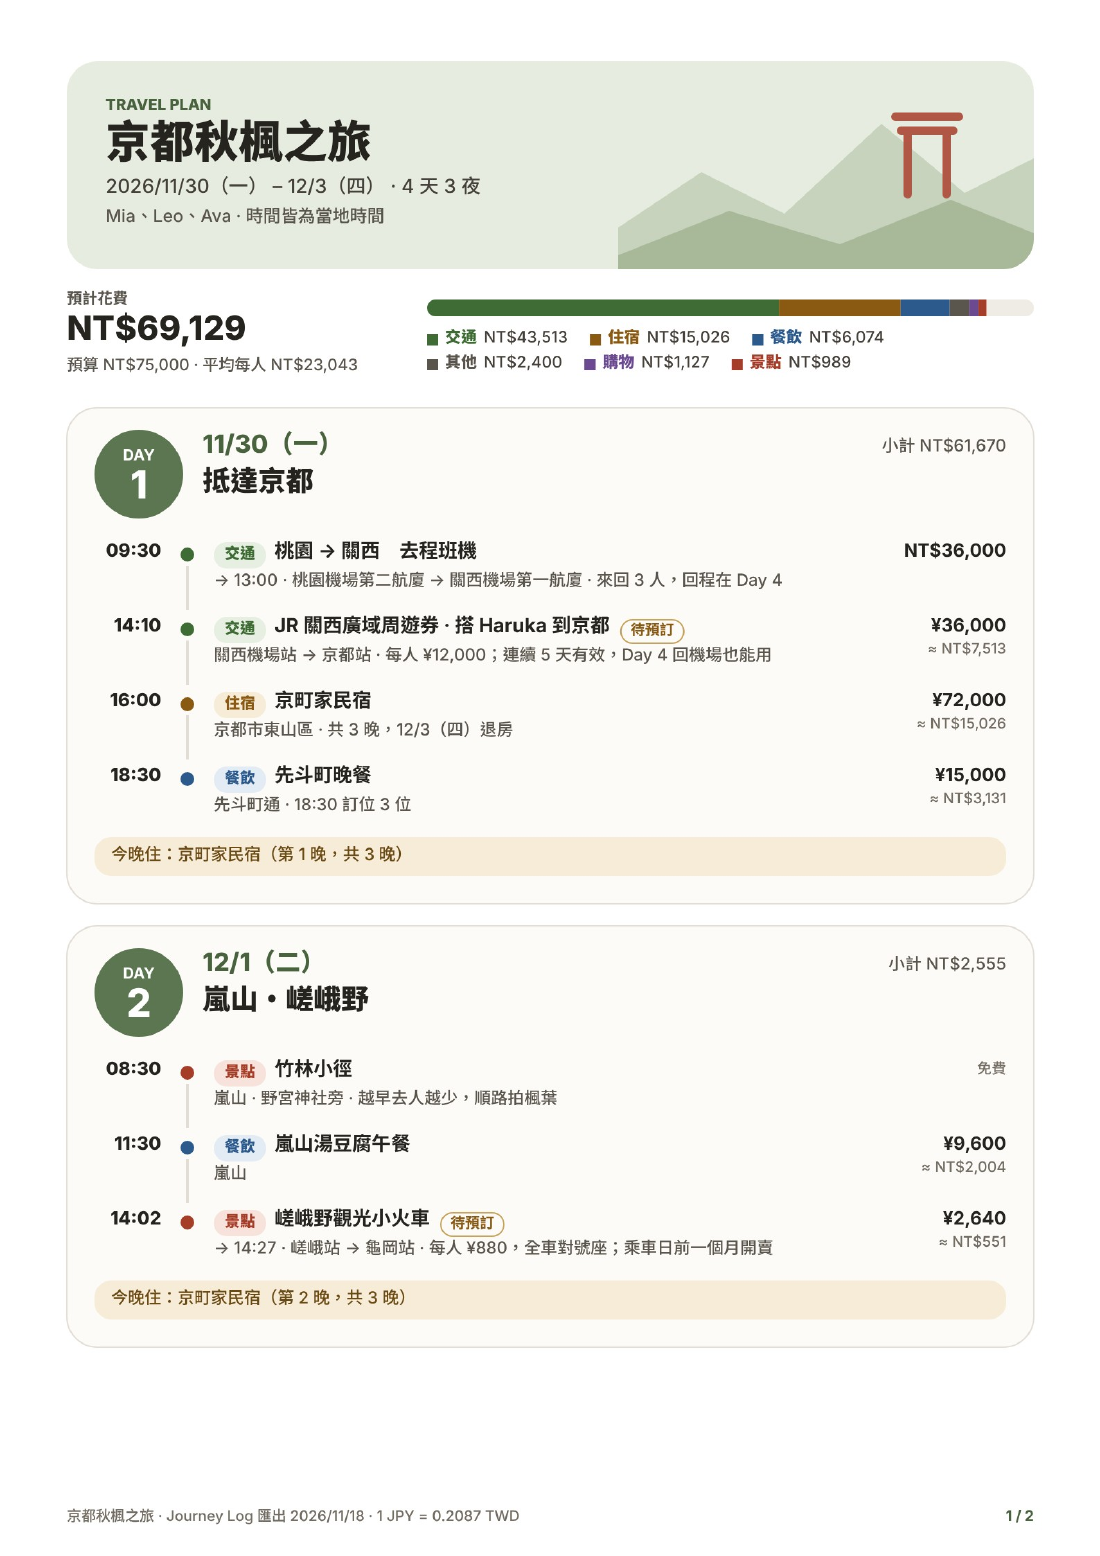 TRAVEL PLAN
京都秋楓之旅
2026/11/30（一） – 12/3（四） · 4 天 3 夜
Mia、Leo、Ava · 時間皆為當地時間
預計花費
NT$69,129
預算 NT$75,000 · 平均每人 NT$23,043
交通 NT$43,513 住宿 NT$15,026 餐飲 NT$6,074
其他 NT$2,400 購物 NT$1,127 景點 NT$989
DAY 1
11/30（一）
抵達京都
小計 NT$61,670
09:30 交通 桃園 → 關西　去程班機 NT$36,000
→ 13:00 · 桃園機場第二航廈 → 關西機場第一航廈 · 來回 3 人，回程在 Day 4
14:10 交通 JR 關西廣域周遊券 · 搭 Haruka 到京都 待預訂 ¥36,000
關西機場站 → 京都站 · 每人 ¥12,000；連續 5 天有效，Day 4 回機場也能用 ≈ NT$7,513
16:00 住宿 京町家民宿 ¥72,000
京都市東山區 · 共 3 晚，12/3（四）退房 ≈ NT$15,026
18:30 餐飲 先斗町晚餐 ¥15,000
先斗町通 · 18:30 訂位 3 位 ≈ NT$3,131
今晚住：京町家民宿（第 1 晚，共 3 晚）
DAY 2
12/1（二）
嵐山・嵯峨野
小計 NT$2,555
08:30 景點 竹林小徑 免費
嵐山 · 野宮神社旁 · 越早去人越少，順路拍楓葉
11:30 餐飲 嵐山湯豆腐午餐 ¥9,600
嵐山 ≈ NT$2,004
14:02 景點 嵯峨野觀光小火車 待預訂 ¥2,640
→ 14:27 · 嵯峨站 → 龜岡站 · 每人 ¥880，全車對號座；乘車日前一個月開賣 ≈ NT$551
今晚住：京町家民宿（第 2 晚，共 3 晚）
京都秋楓之旅 · Journey Log 匯出 2026/11/18 · 1 JPY = 0.2087 TWD
1 / 2